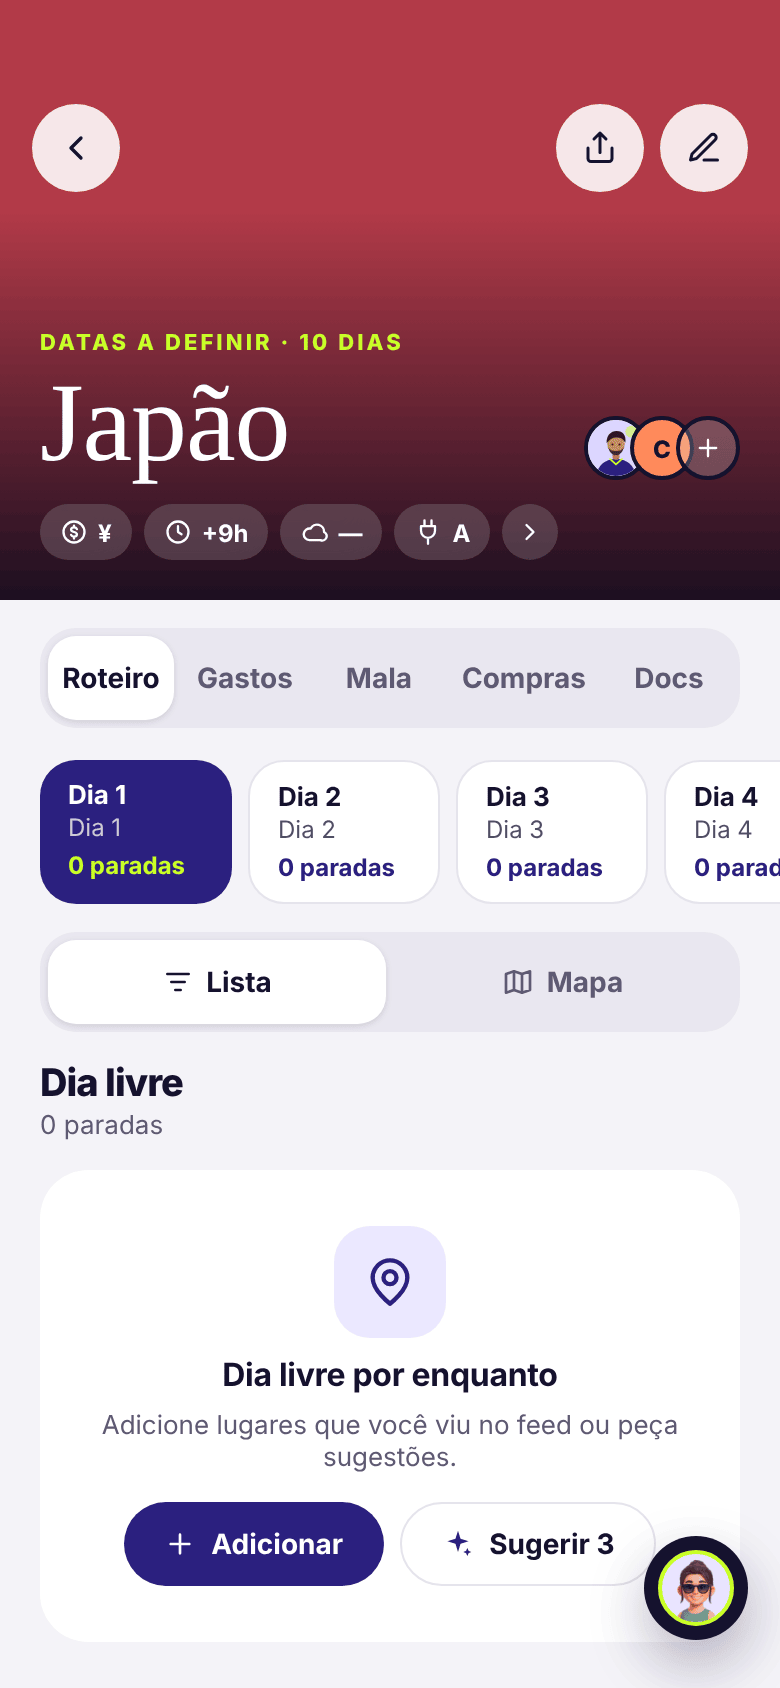 DATAS A DEFINIR · 10 DIAS
Japão
C
¥
+9h
—
A
Roteiro
Gastos
Mala
Compras
Docs
Dia 1
Dia 1
0 paradas
Dia 2
Dia 2
0 paradas
Dia 3
Dia 3
0 paradas
Dia 4
Dia 4
0 parad
Lista
Mapa
Dia livre
0 paradas
Dia livre por enquanto
Adicione lugares que você viu no feed ou peça
sugestões.
Adicionar
Sugerir 3